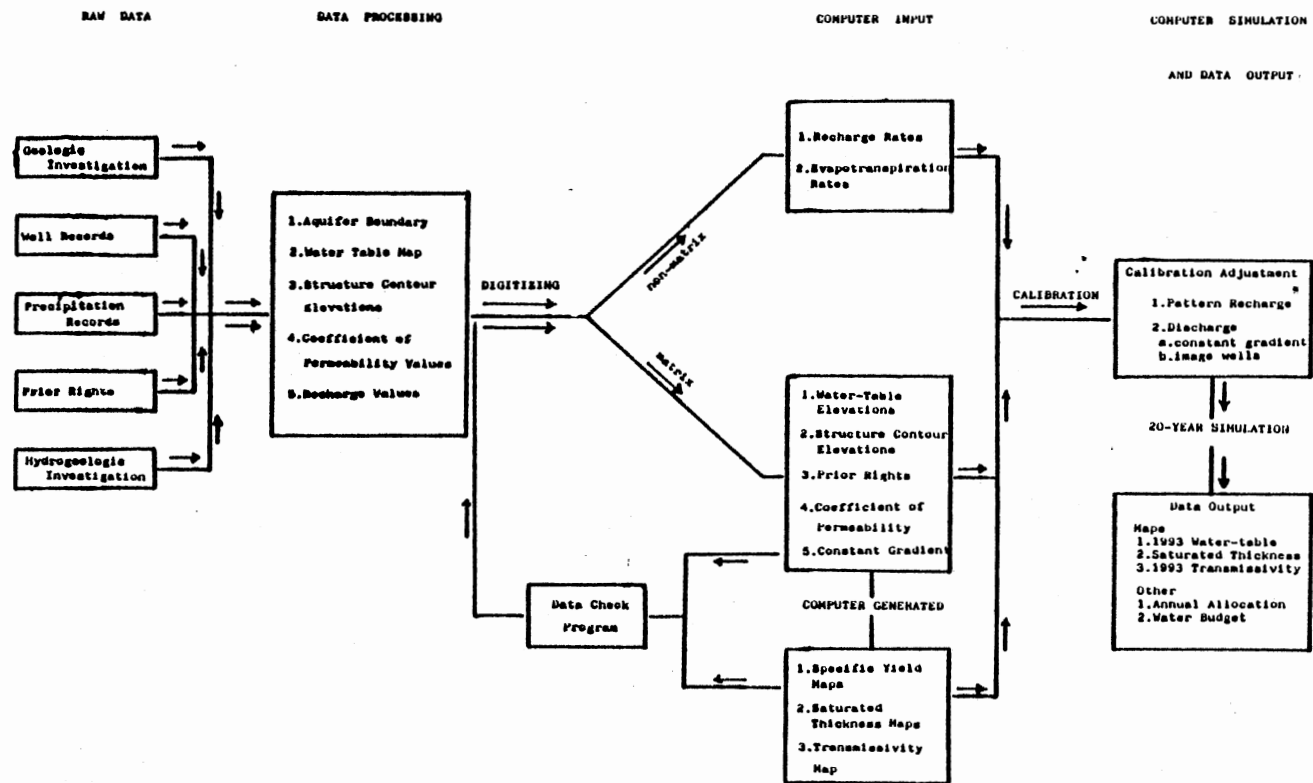 RAW DATA
DATA PROCESSING
COMPUTER INPUT
COMPUTER SIMULATION
AND DATA OUTPUT
Geologic
Investigation
Well Records
Precipitation
Records
Prior Rights
Hydrogeologic
Investigation
1.Aquifer Boundary
2.Water Table Map
3.Structure Contour
Elevations
4.Coefficient of
Permeability Values
5.Recharge Values
DIGITIZING
non-matrix
Matrix
1.Recharge Rates
2.Evapotranspiration
Rates
1.Water-Table
Elevations
2.Structure Contour
Elevations
3.Prior Rights
4.Coefficient of
Permeability
5.Constant Gradient
COMPUTER GENERATED
Data Check
Program
1.Specific Yield
Maps
2.Saturated
Thickness Maps
3.Transmissivity
Map
CALIBRATION
Calibration Adjustment
1.Pattern Recharge
2.Discharge
a.constant gradient
b.image wells
20-YEAR SIMULATION
Data Output
Maps
1.1993 Water-table
2.Saturated Thickness
3.1993 Transmissivity
Other
1.Annual Allocation
2.Water Budget